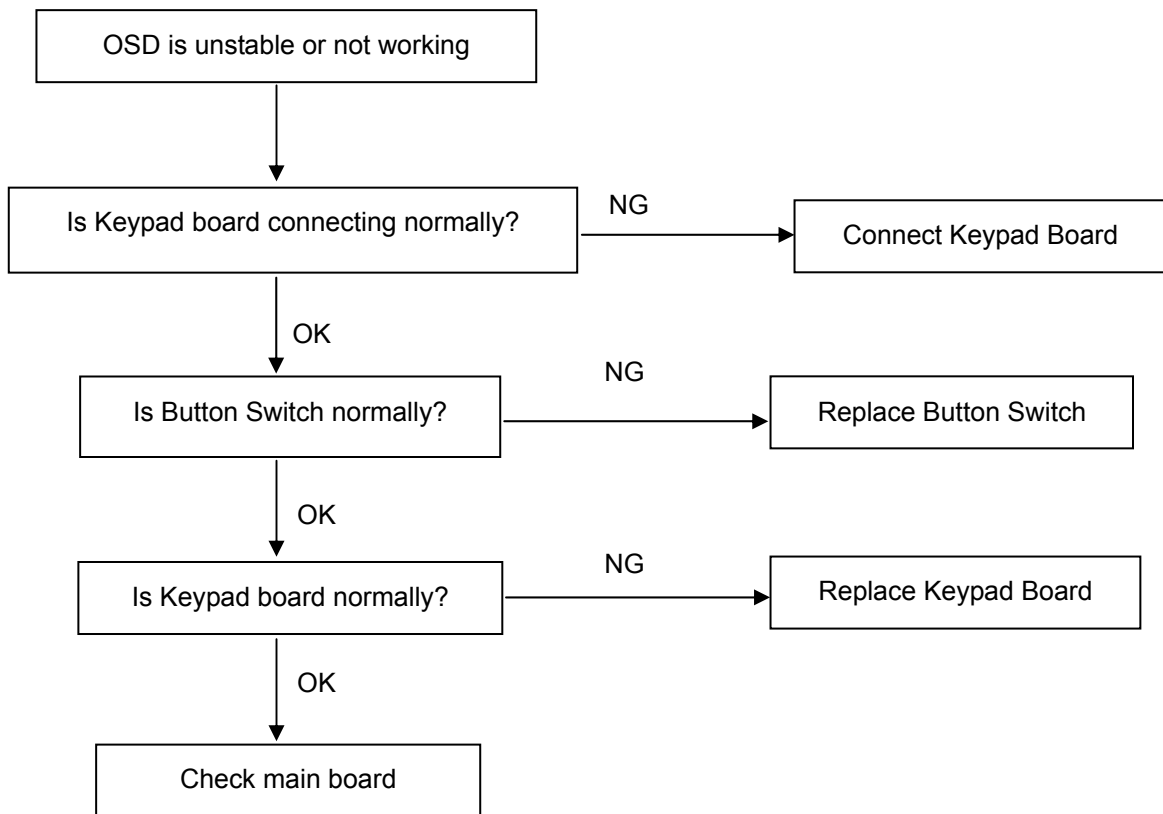 OSD is unstable or not working
Is Keypad board connecting normally?
NG
Connect Keypad Board
OK
Is Button Switch normally?
NG
Replace Button Switch
OK
Is Keypad board normally?
NG
Replace Keypad Board
OK
Check main board